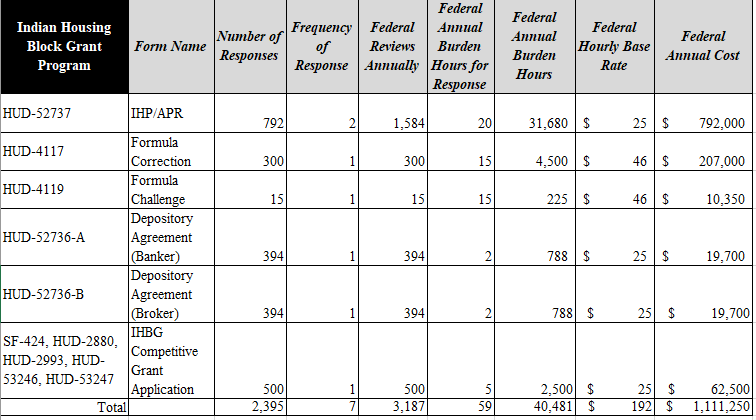 Indian Housing Block Grant Program | Form Name | Number of Responses | Frequency of Response | Federal Reviews Annually | Federal Annual Burden Hours for Response | Federal Annual Burden Hours | Federal Hourly Base Rate | Federal Annual Cost
HUD-52737 | IHP/APR | 792 | 2 | 1,584 | 20 | 31,680 | $ 25 | $ 792,000
HUD-4117 | Formula Correction | 300 | 1 | 300 | 15 | 4,500 | $ 46 | $ 207,000
HUD-4119 | Formula Challenge | 15 | 1 | 15 | 15 | 225 | $ 46 | $ 10,350
HUD-52736-A | Depository Agreement (Banker) | 394 | 1 | 394 | 2 | 788 | $ 25 | $ 19,700
HUD-52736-B | Depository Agreement (Broker) | 394 | 1 | 394 | 2 | 788 | $ 25 | $ 19,700
SF-424, HUD-2880, HUD-2993, HUD-53246, HUD-53247 | IHBG Competitive Grant Application | 500 | 1 | 500 | 5 | 2,500 | $ 25 | $ 62,500
Total | 2,395 | 7 | 3,187 | 59 | 40,481 | $ 192 | $ 1,111,250